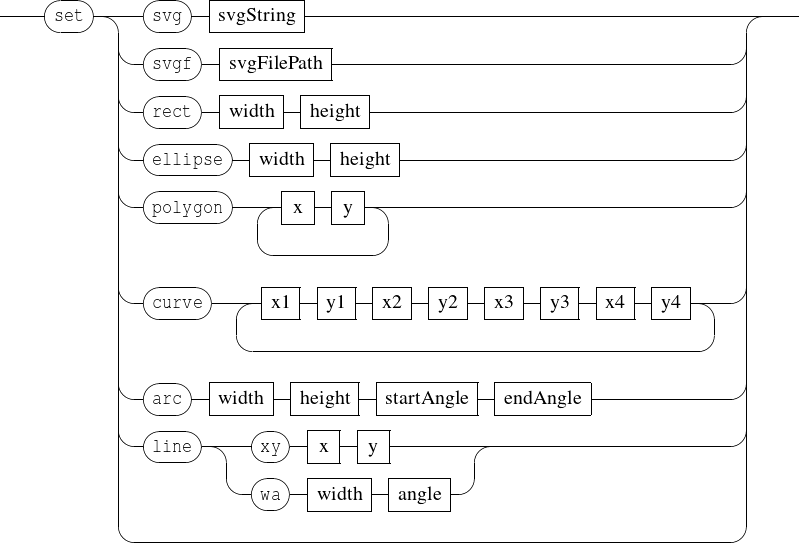 set svg svgString
svgf svgFilePath
rect width height
ellipse width height
polygon x y
curve x1 y1 x2 y2 x3 y3 x4 y4
arc width height startAngle endAngle
line xy x y
wa width angle